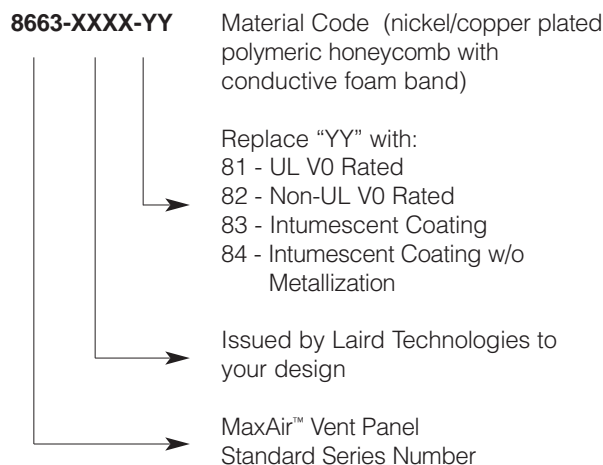 8663-XXXX-YY
Material Code (nickel/copper plated
polymeric honeycomb with
conductive foam band)
Replace “YY” with:
81 - UL V0 Rated
82 - Non-UL V0 Rated
83 - Intumescent Coating
84 - Intumescent Coating w/o
Metallization
Issued by Laird Technologies to
your design
MaxAir™ Vent Panel
Standard Series Number